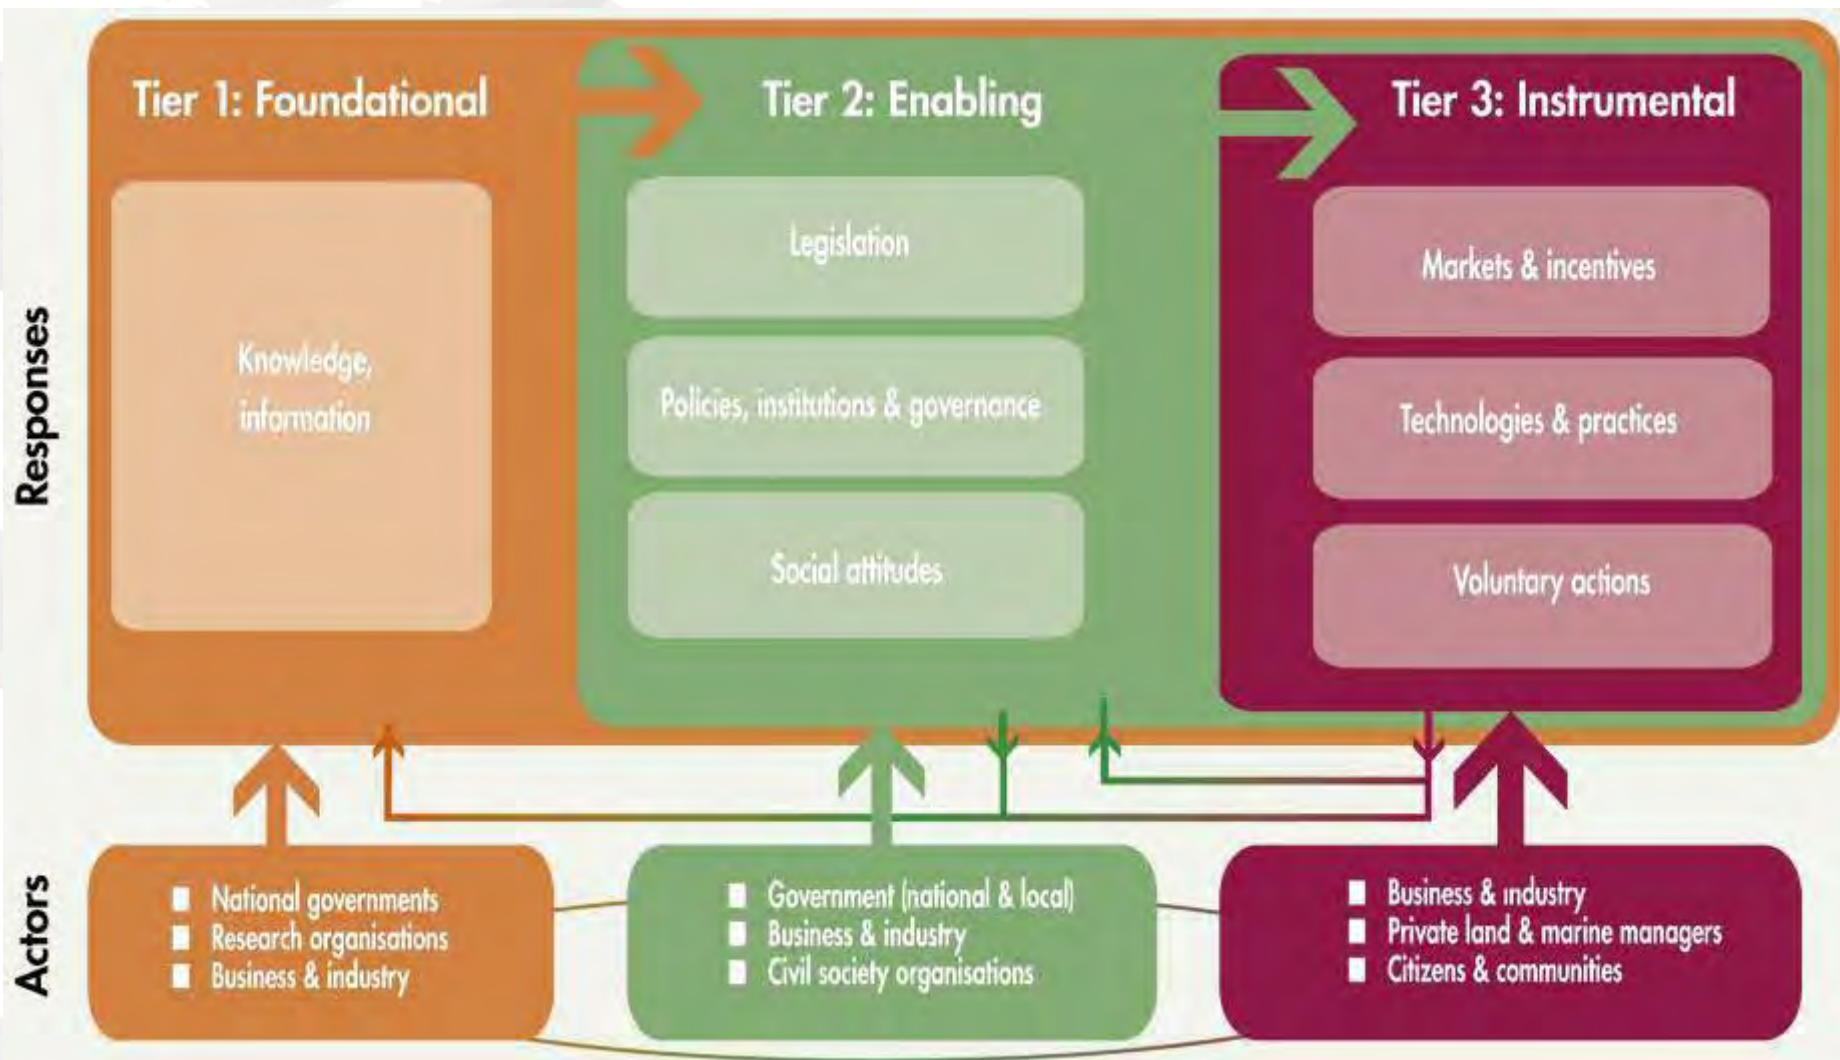 Tier 1: Foundational
Tier 2: Enabling
Tier 3: Instrumental
Responses
Knowledge,
information
Legislation
Policies, institutions & governance
Social attitudes
Markets & incentives
Technologies & practices
Voluntary actions
Actors
National governments
Research organisations
Business & industry
Government (national & local)
Business & industry
Civil society organisations
Business & industry
Private land & marine managers
Citizens & communities